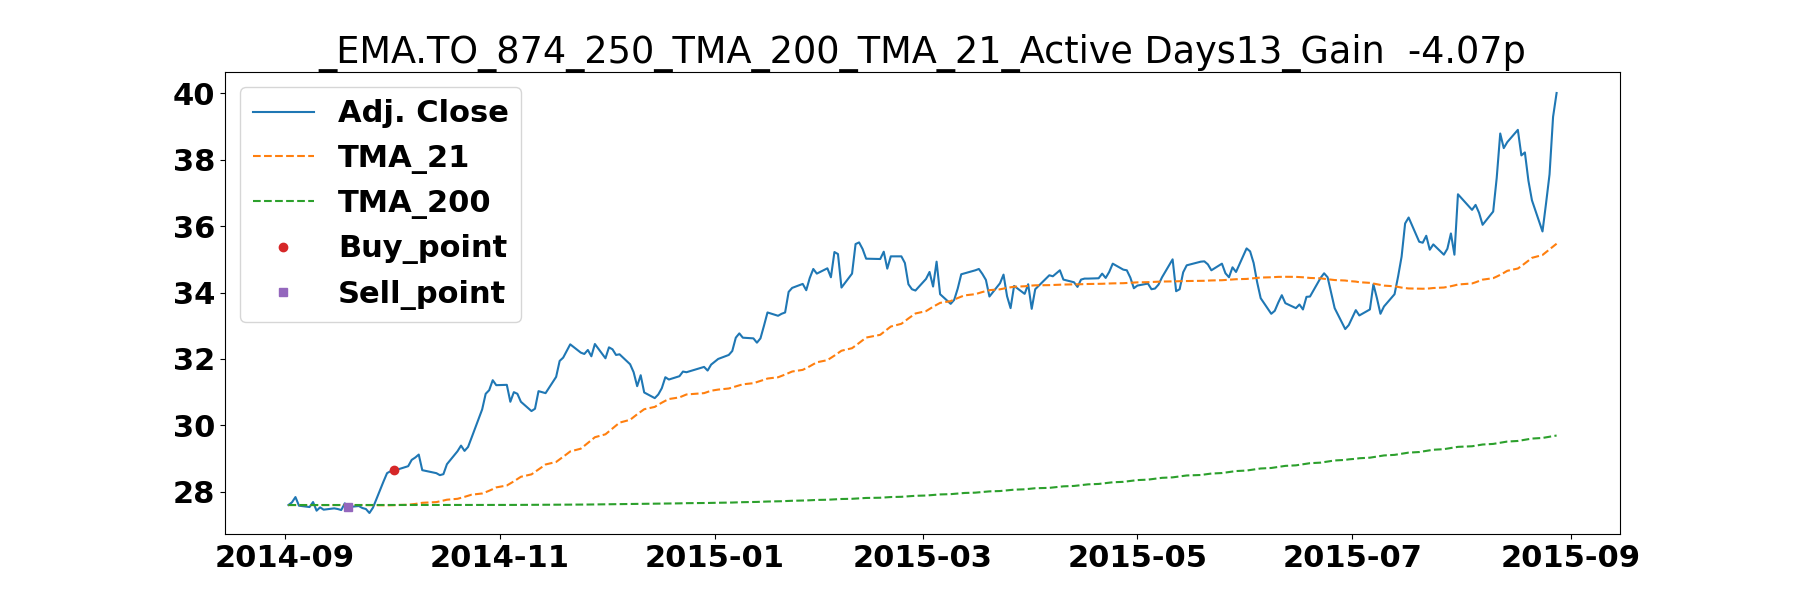 _EMA.TO_874_250_TMA_200_TMA_21_Active Days13_Gain  -4.07p
40
38
36
34
32
30
28
Adj. Close
TMA_21
TMA_200
Buy_point
Sell_point
2014-09 2014-11 2015-01 2015-03 2015-05 2015-07 2015-09